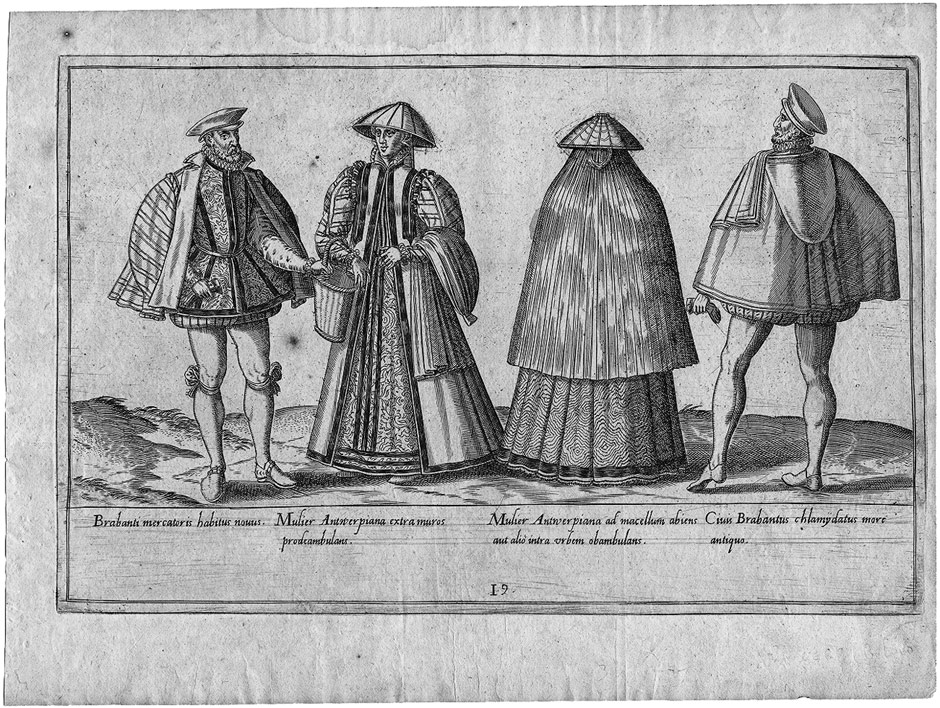 Brabanti mercatoris habitus nouus.
Mulier Antwerpiana extra muros
prodeambulans.
Mulier Antwerpiana ad macellum abiens
aut aliò intra vrbem obambulans.
Ciuis Brabantus chlamydatus more
antiquo.
19.